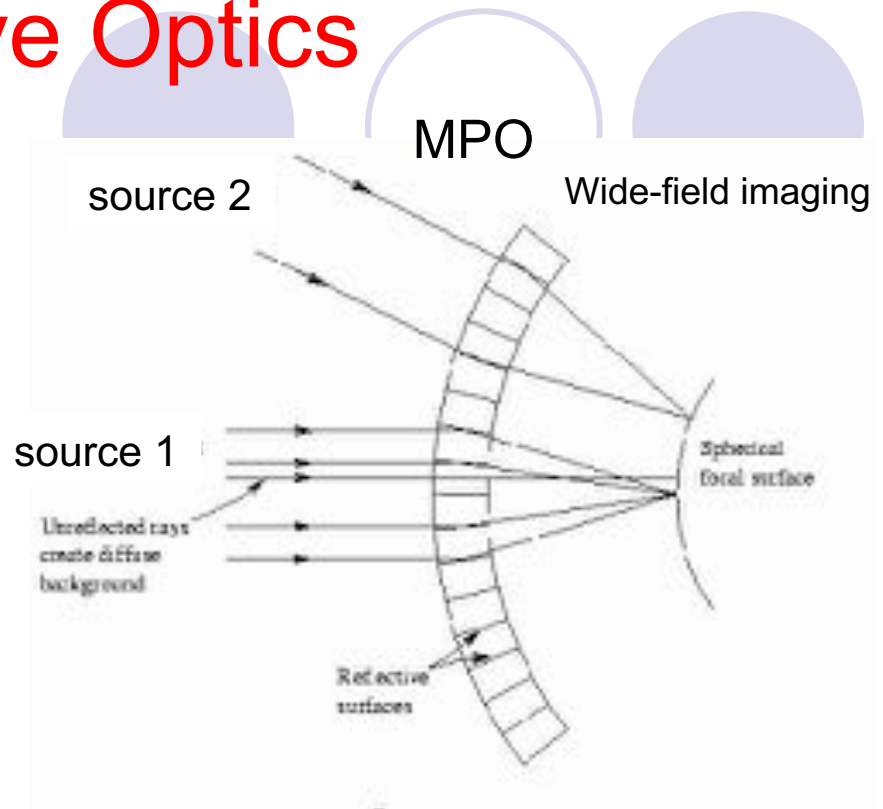 ve Optics
MPO
source 2
Wide-field imaging
source 1
Spherical
focal surface
Unreflected rays
create diffuse
background
Reflective
surfaces